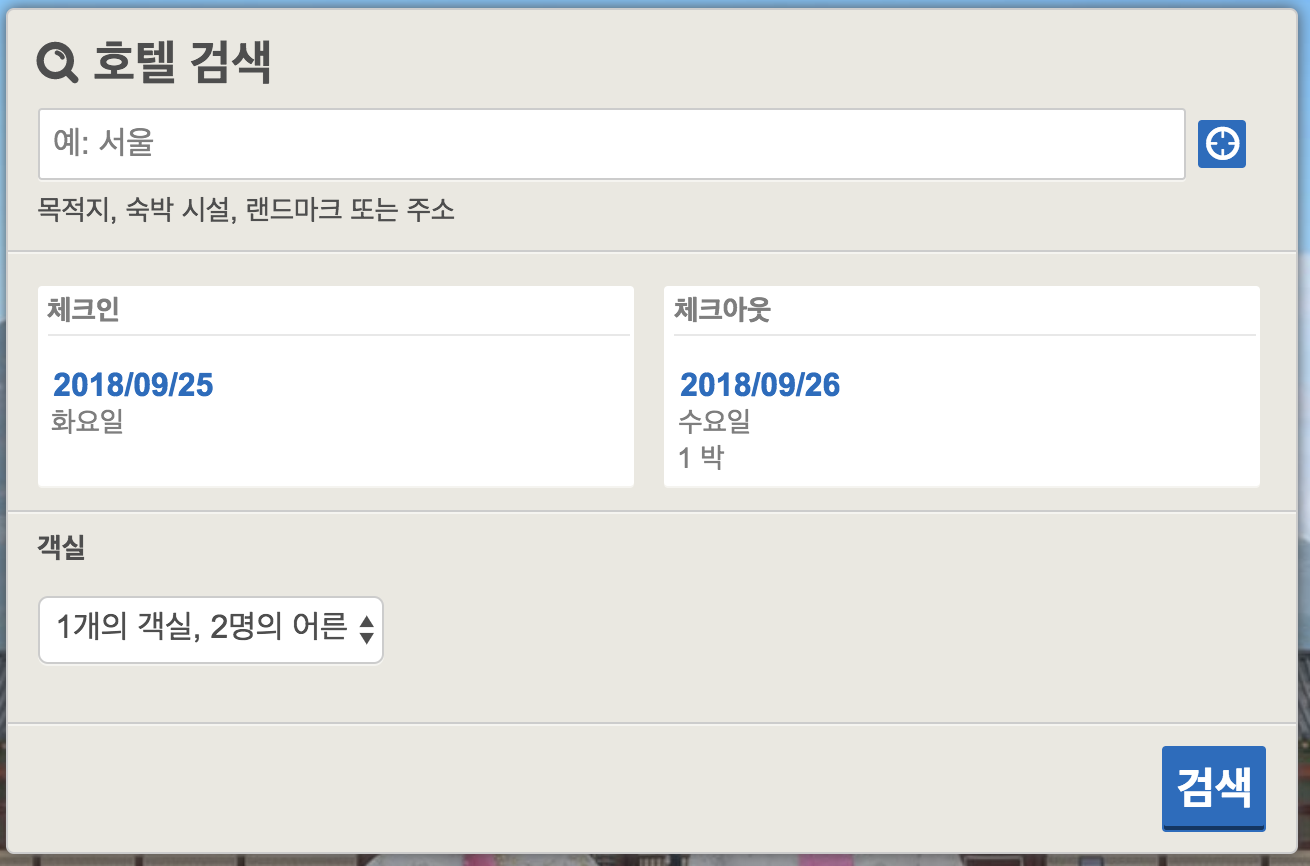 호텔 검색
예: 서울
목적지, 숙박 시설, 랜드마크 또는 주소
체크인
2018/09/25
화요일
체크아웃
2018/09/26
수요일
1 박
객실
1개의 객실, 2명의 어른
검색